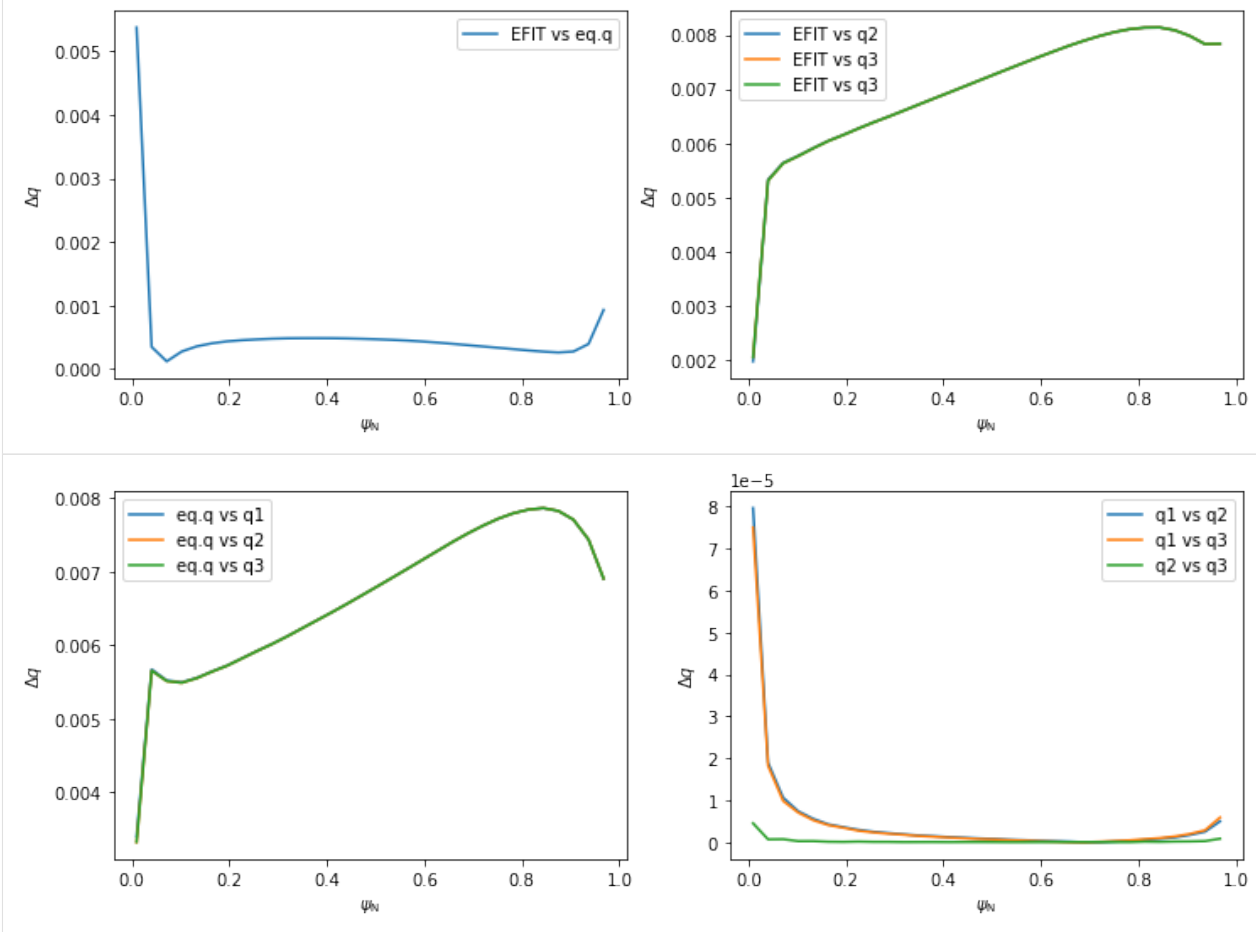 EFIT vs eq.q
0.005
0.004
0.003
0.002
0.001
0.000
Δq
0.0 0.2 0.4 0.6 0.8 1.0
ψN
EFIT vs q2
EFIT vs q3
EFIT vs q3
0.008
0.007
0.006
0.005
0.004
0.003
0.002
Δq
0.0 0.2 0.4 0.6 0.8 1.0
ψN
eq.q vs q1
eq.q vs q2
eq.q vs q3
0.008
0.007
0.006
0.005
0.004
Δq
0.0 0.2 0.4 0.6 0.8 1.0
ψN
1e−5
q1 vs q2
q1 vs q3
q2 vs q3
8
7
6
5
4
3
2
1
0
Δq
0.0 0.2 0.4 0.6 0.8 1.0
ψN